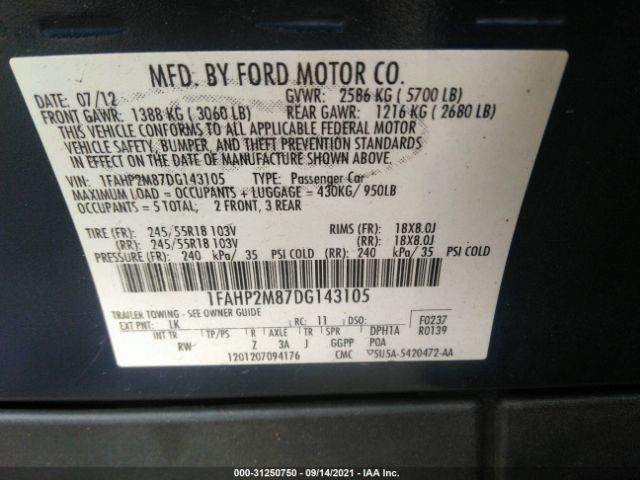 MFD. BY FORD MOTOR CO.
DATE: 07/12 GVWR: 2586 KG ( 5700 LB)
FRONT GAWR: 1388 KG ( 3060 LB) REAR GAWR: 1216 KG ( 2680 LB)
THIS VEHICLE CONFORMS TO ALL APPLICABLE FEDERAL MOTOR
VEHICLE SAFETY, BUMPER, AND THEFT PREVENTION STANDARDS
IN EFFECT ON THE DATE OF MANUFACTURE SHOWN ABOVE.
VIN: 1FAHP2M87DG143105 TYPE: Passenger Car
MAXIMUM LOAD = OCCUPANTS + LUGGAGE = 430KG/ 950LB
OCCUPANTS = 5 TOTAL; 2 FRONT, 3 REAR
TIRE (FR): 245/55R18 103V RIMS (FR): 18X8.0J
(RR): 245/55R18 103V (RR): 18X8.0J
PRESSURE (FR): 240 kPa/ 35 PSI COLD (RR): 240 kPa/ 35 PSI COLD
1FAHP2M87DG143105
TRAILER TOWING - SEE OWNER GUIDE
EXT PNT: LK RC: 11 DSO: F0237
INT TR TP/PS R AXLE TR SPR DPH1A R0139
RW Z 3A J GGPP POA
1201207094176 CMC ▽5U5A-5420472-AA
000-31250750 - 09/14/2021 - IAA Inc.